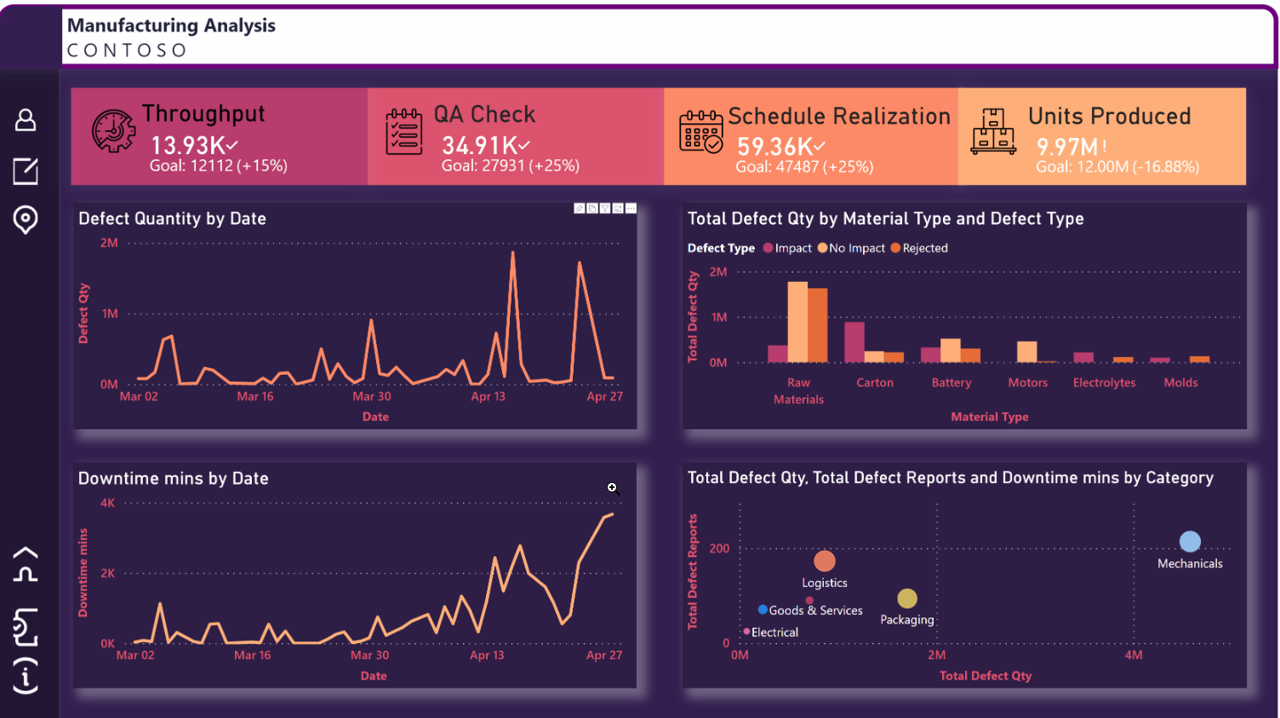 Manufacturing Analysis
CONTOSO
Throughput
13.93K✓
Goal: 12112 (+15%)
QA Check
34.91K✓
Goal: 27931 (+25%)
Schedule Realization
59.36K✓
Goal: 47487 (+25%)
Units Produced
9.97M!
Goal: 12.00M (-16.88%)
Defect Quantity by Date
2M
1M
0M
Defect Qty
Mar 02 Mar 16 Mar 30 Apr 13 Apr 27
Date
Total Defect Qty by Material Type and Defect Type
Defect Type Impact No Impact Rejected
2M
1M
0M
Total Defect Qty
Raw Materials Carton Battery Motors Electrolytes Molds
Material Type
Downtime mins by Date
4K
2K
0K
Downtime mins
Mar 02 Mar 16 Mar 30 Apr 13 Apr 27
Date
Total Defect Qty, Total Defect Reports and Downtime mins by Category
200
0
Total Defect Reports
Mechanicals
Logistics
Goods & Services
Packaging
Electrical
0M 2M 4M
Total Defect Qty